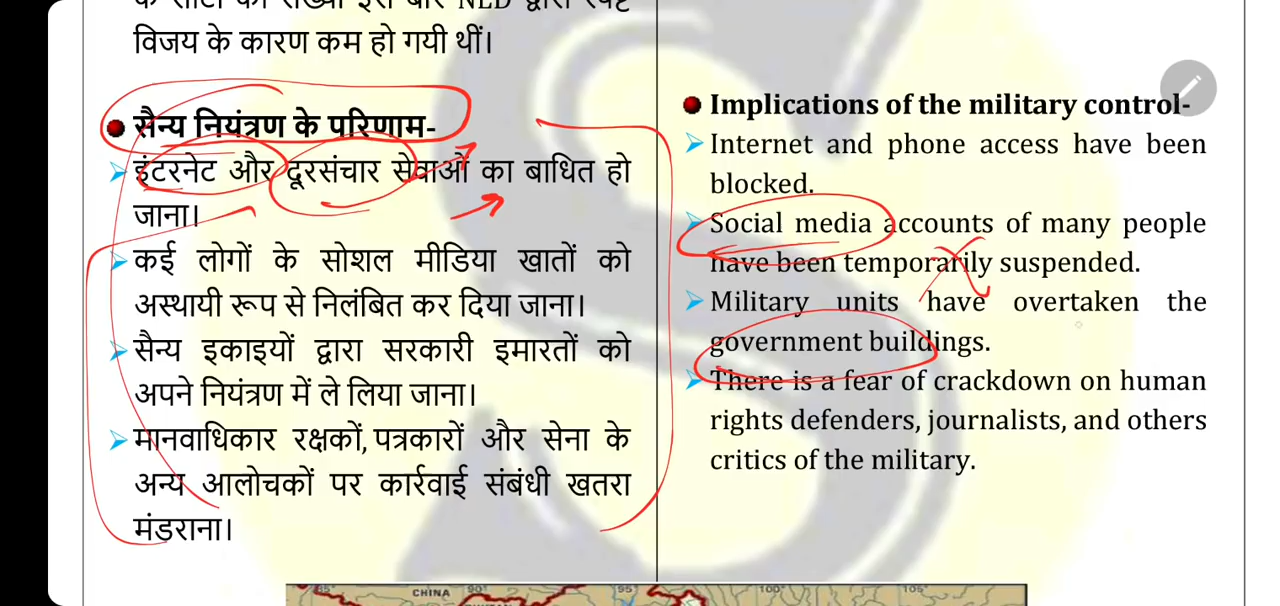 विजय के कारण कम हो गयी थीं।
सैन्य नियंत्रण के परिणाम-
इंटरनेट और दूरसंचार सेवाओं का बाधित हो
जाना।
कई लोगों के सोशल मीडिया खातों को
अस्थायी रूप से निलंबित कर दिया जाना।
सैन्य इकाइयों द्वारा सरकारी इमारतों को
अपने नियंत्रण में ले लिया जाना।
मानवाधिकार रक्षकों, पत्रकारों और सेना के
अन्य आलोचकों पर कार्रवाई संबंधी खतरा
मंडराना।
Implications of the military control-
Internet and phone access have been
blocked.
Social media accounts of many people
have been temporarily suspended.
Military units have overtaken the
government buildings.
There is a fear of crackdown on human
rights defenders, journalists, and others
critics of the military.
CHINA 90° 95° 100° 105°